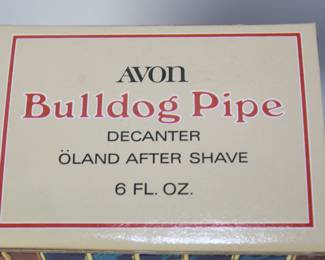 AVON
Bulldog Pipe
DECANTER
ÖLAND AFTER SHAVE
6 FL. OZ.